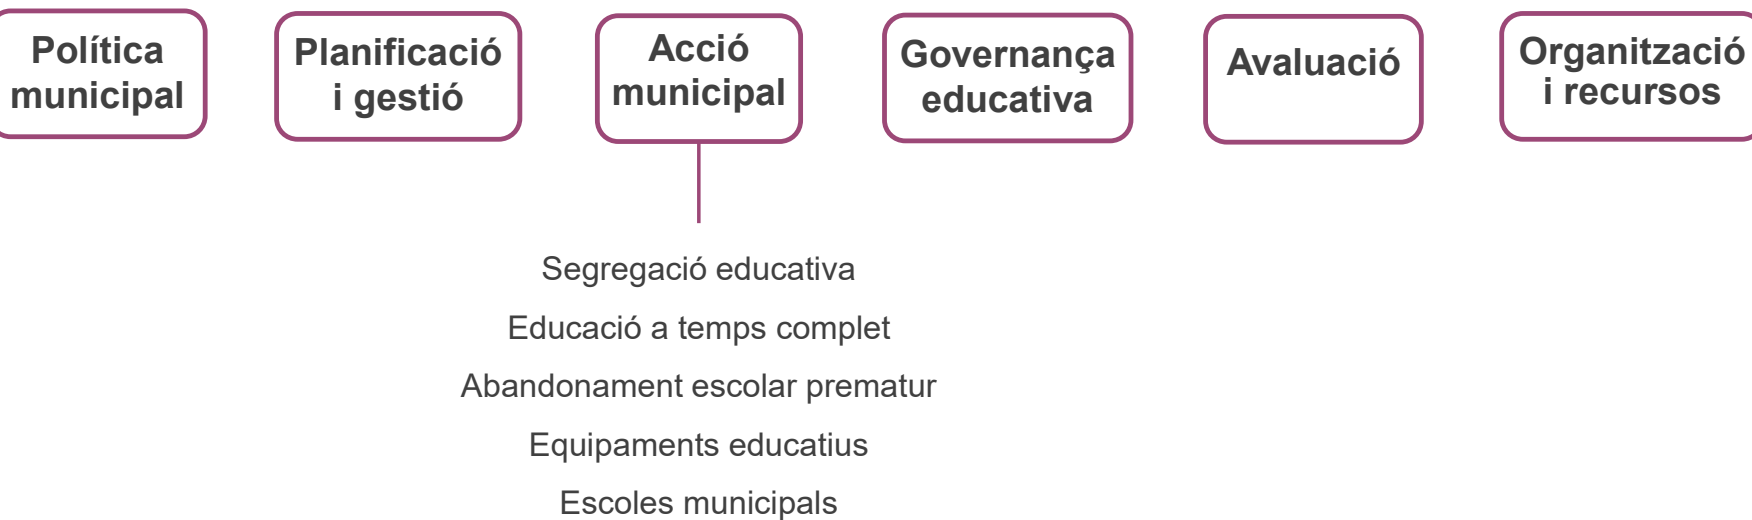 Política
municipal
Planificació
i gestió
Acció
municipal
Governança
educativa
Avaluació
Organització
i recursos
Segregació educativa
Educació a temps complet
Abandonament escolar prematur
Equipaments educatius
Escoles municipals